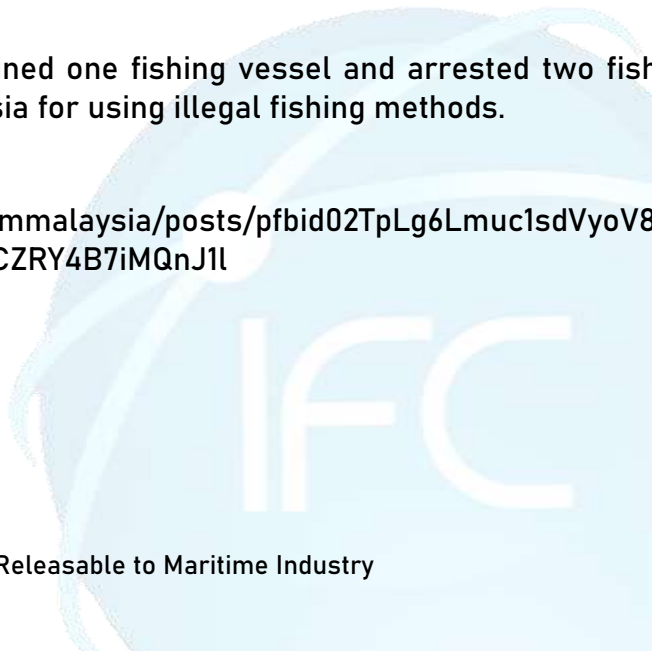 ned one fishing vessel and arrested two fish
sia for using illegal fishing methods.
mmalaysia/posts/pfbid02TpLg6Lmuc1sdVyoV8
CZRY4B7iMQnJ1l
IFC
Releasable to Maritime Industry